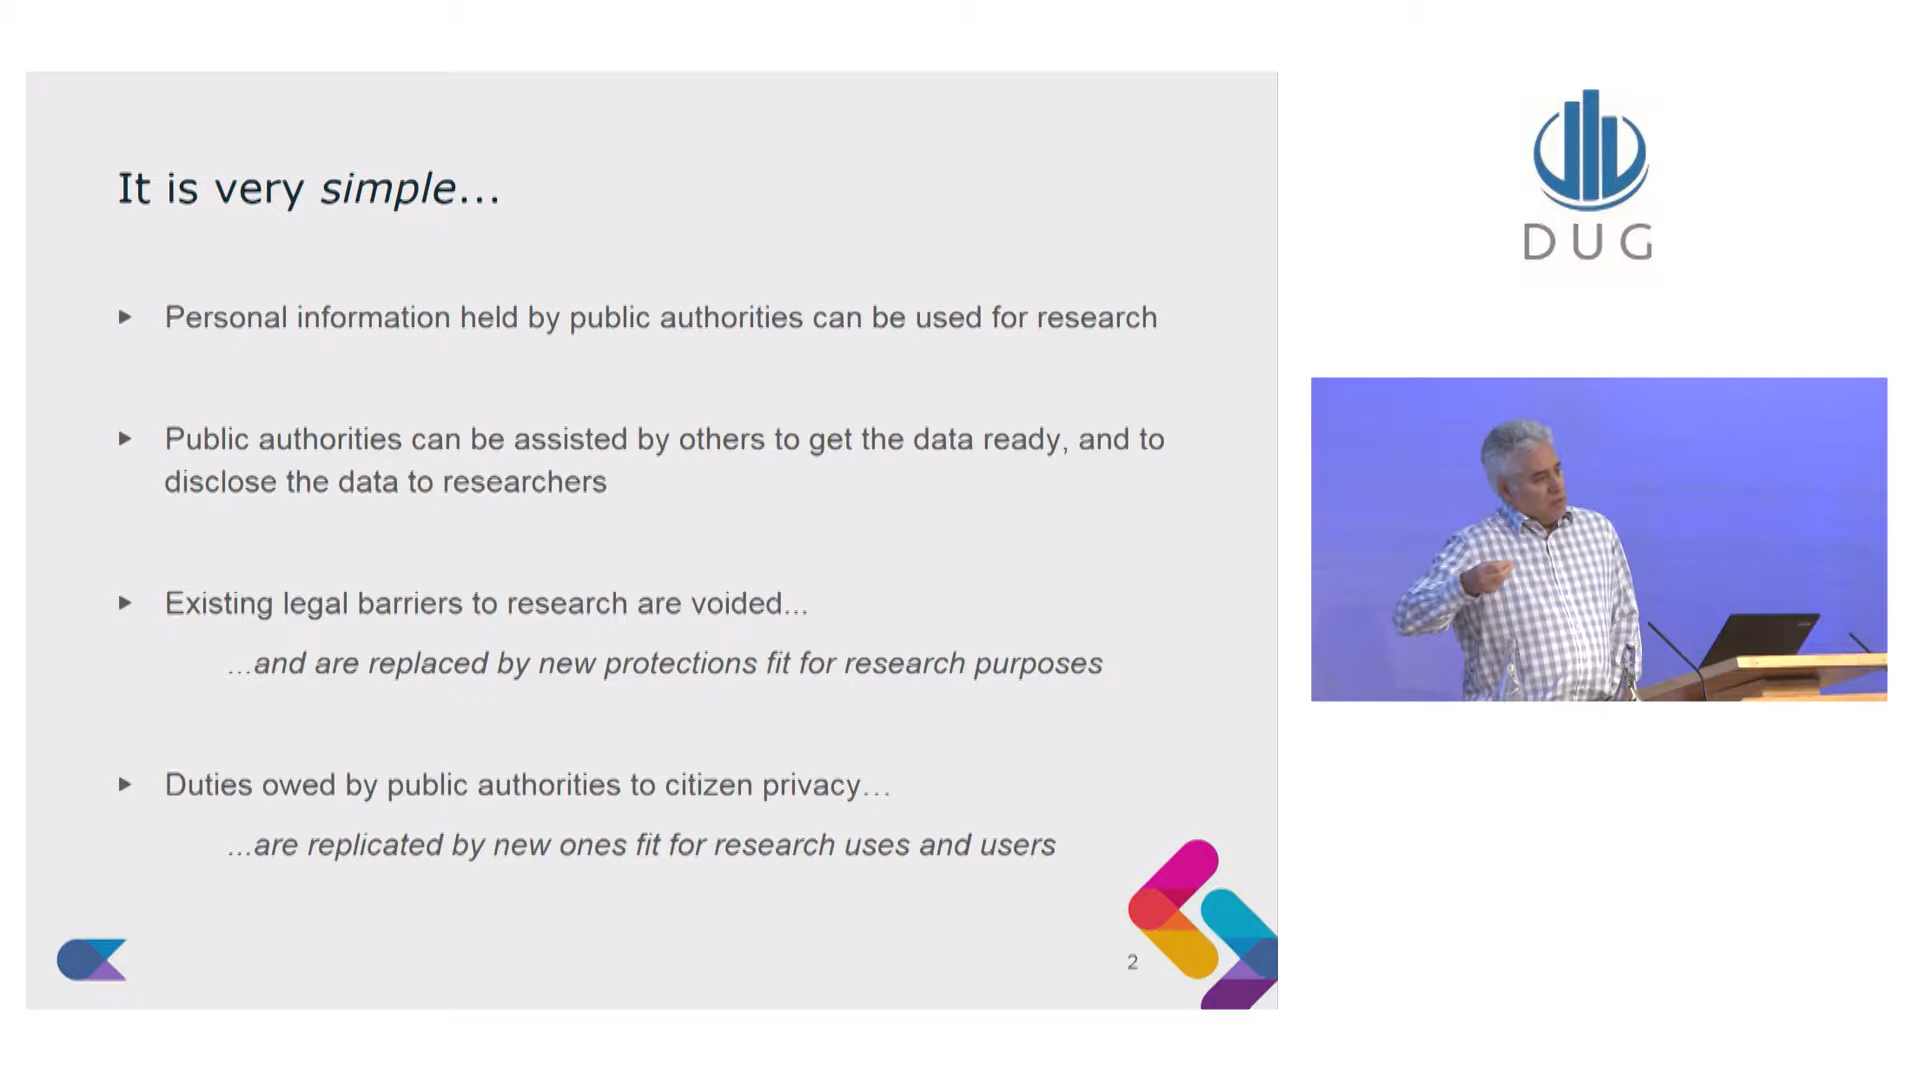 It is very simple...
Personal information held by public authorities can be used for research
Public authorities can be assisted by others to get the data ready, and to
disclose the data to researchers
Existing legal barriers to research are voided...
...and are replaced by new protections fit for research purposes
Duties owed by public authorities to citizen privacy...
...are replicated by new ones fit for research uses and users
2
DUG